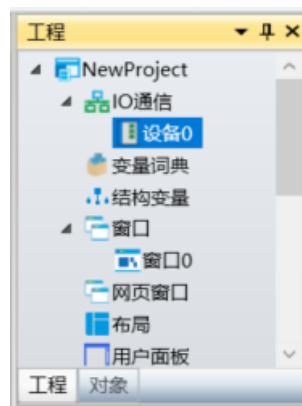 工程
NewProject
IO通信
设备0
变量词典
结构变量
窗口
窗口0
网页窗口
布局
用户面板
工程 对象